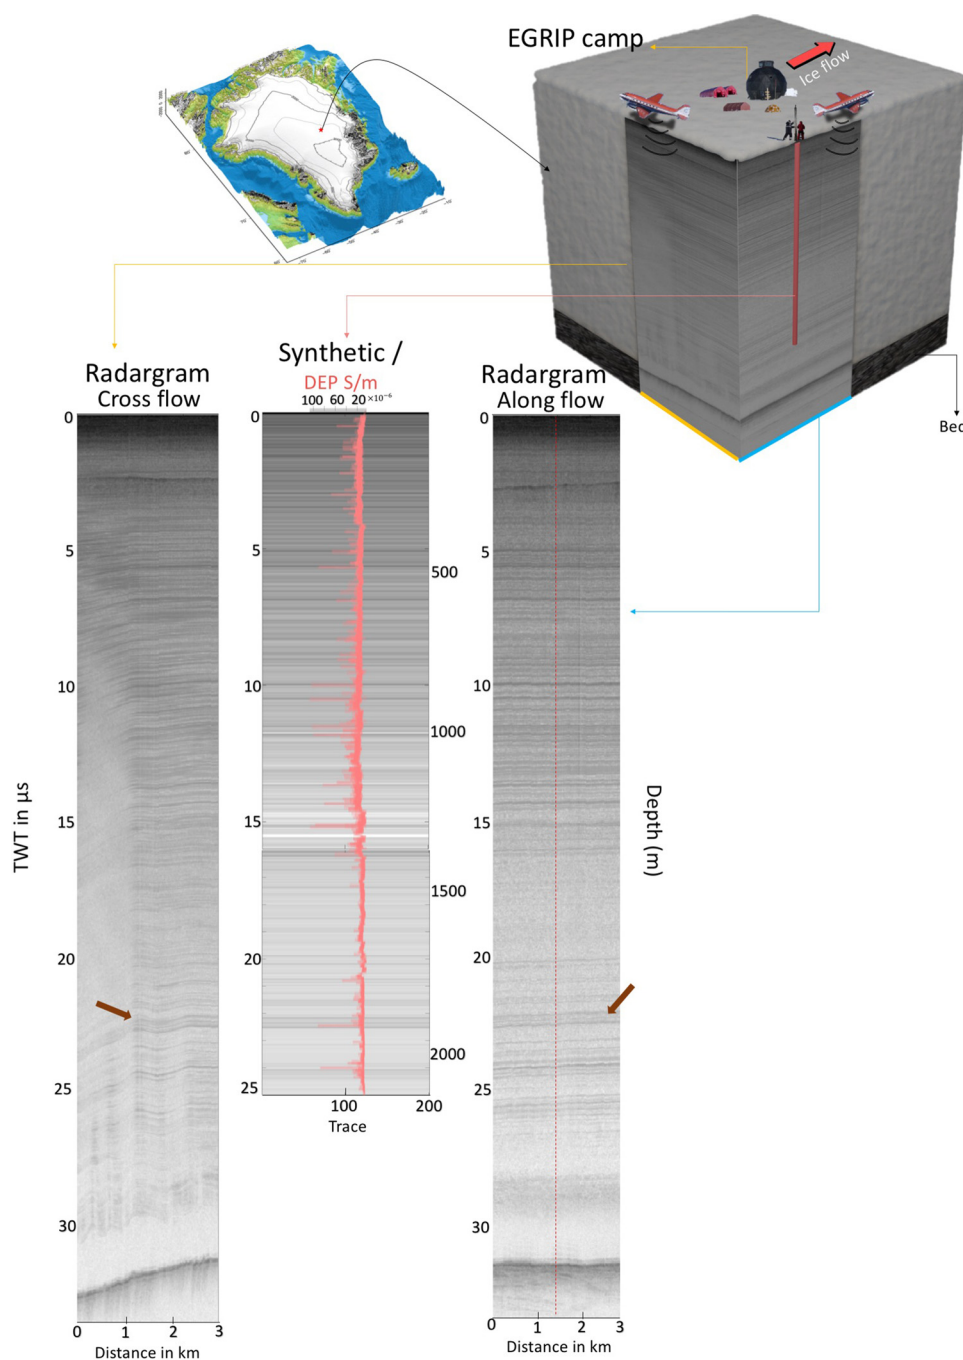 EGRIP camp
Ice flow
Bed
Radargram
Cross flow
Synthetic /
DEP S/m
100 60 20 ×10⁻⁶
Radargram
Along flow
TWT in µs
0
5
10
15
20
25
30
0 1 2 3
Distance in km
0
5
10
15
20
25
500
1000
1500
2000
100 200
Trace
0
5
10
15
20
25
30
Depth (m)
0 1 2 3
Distance in km